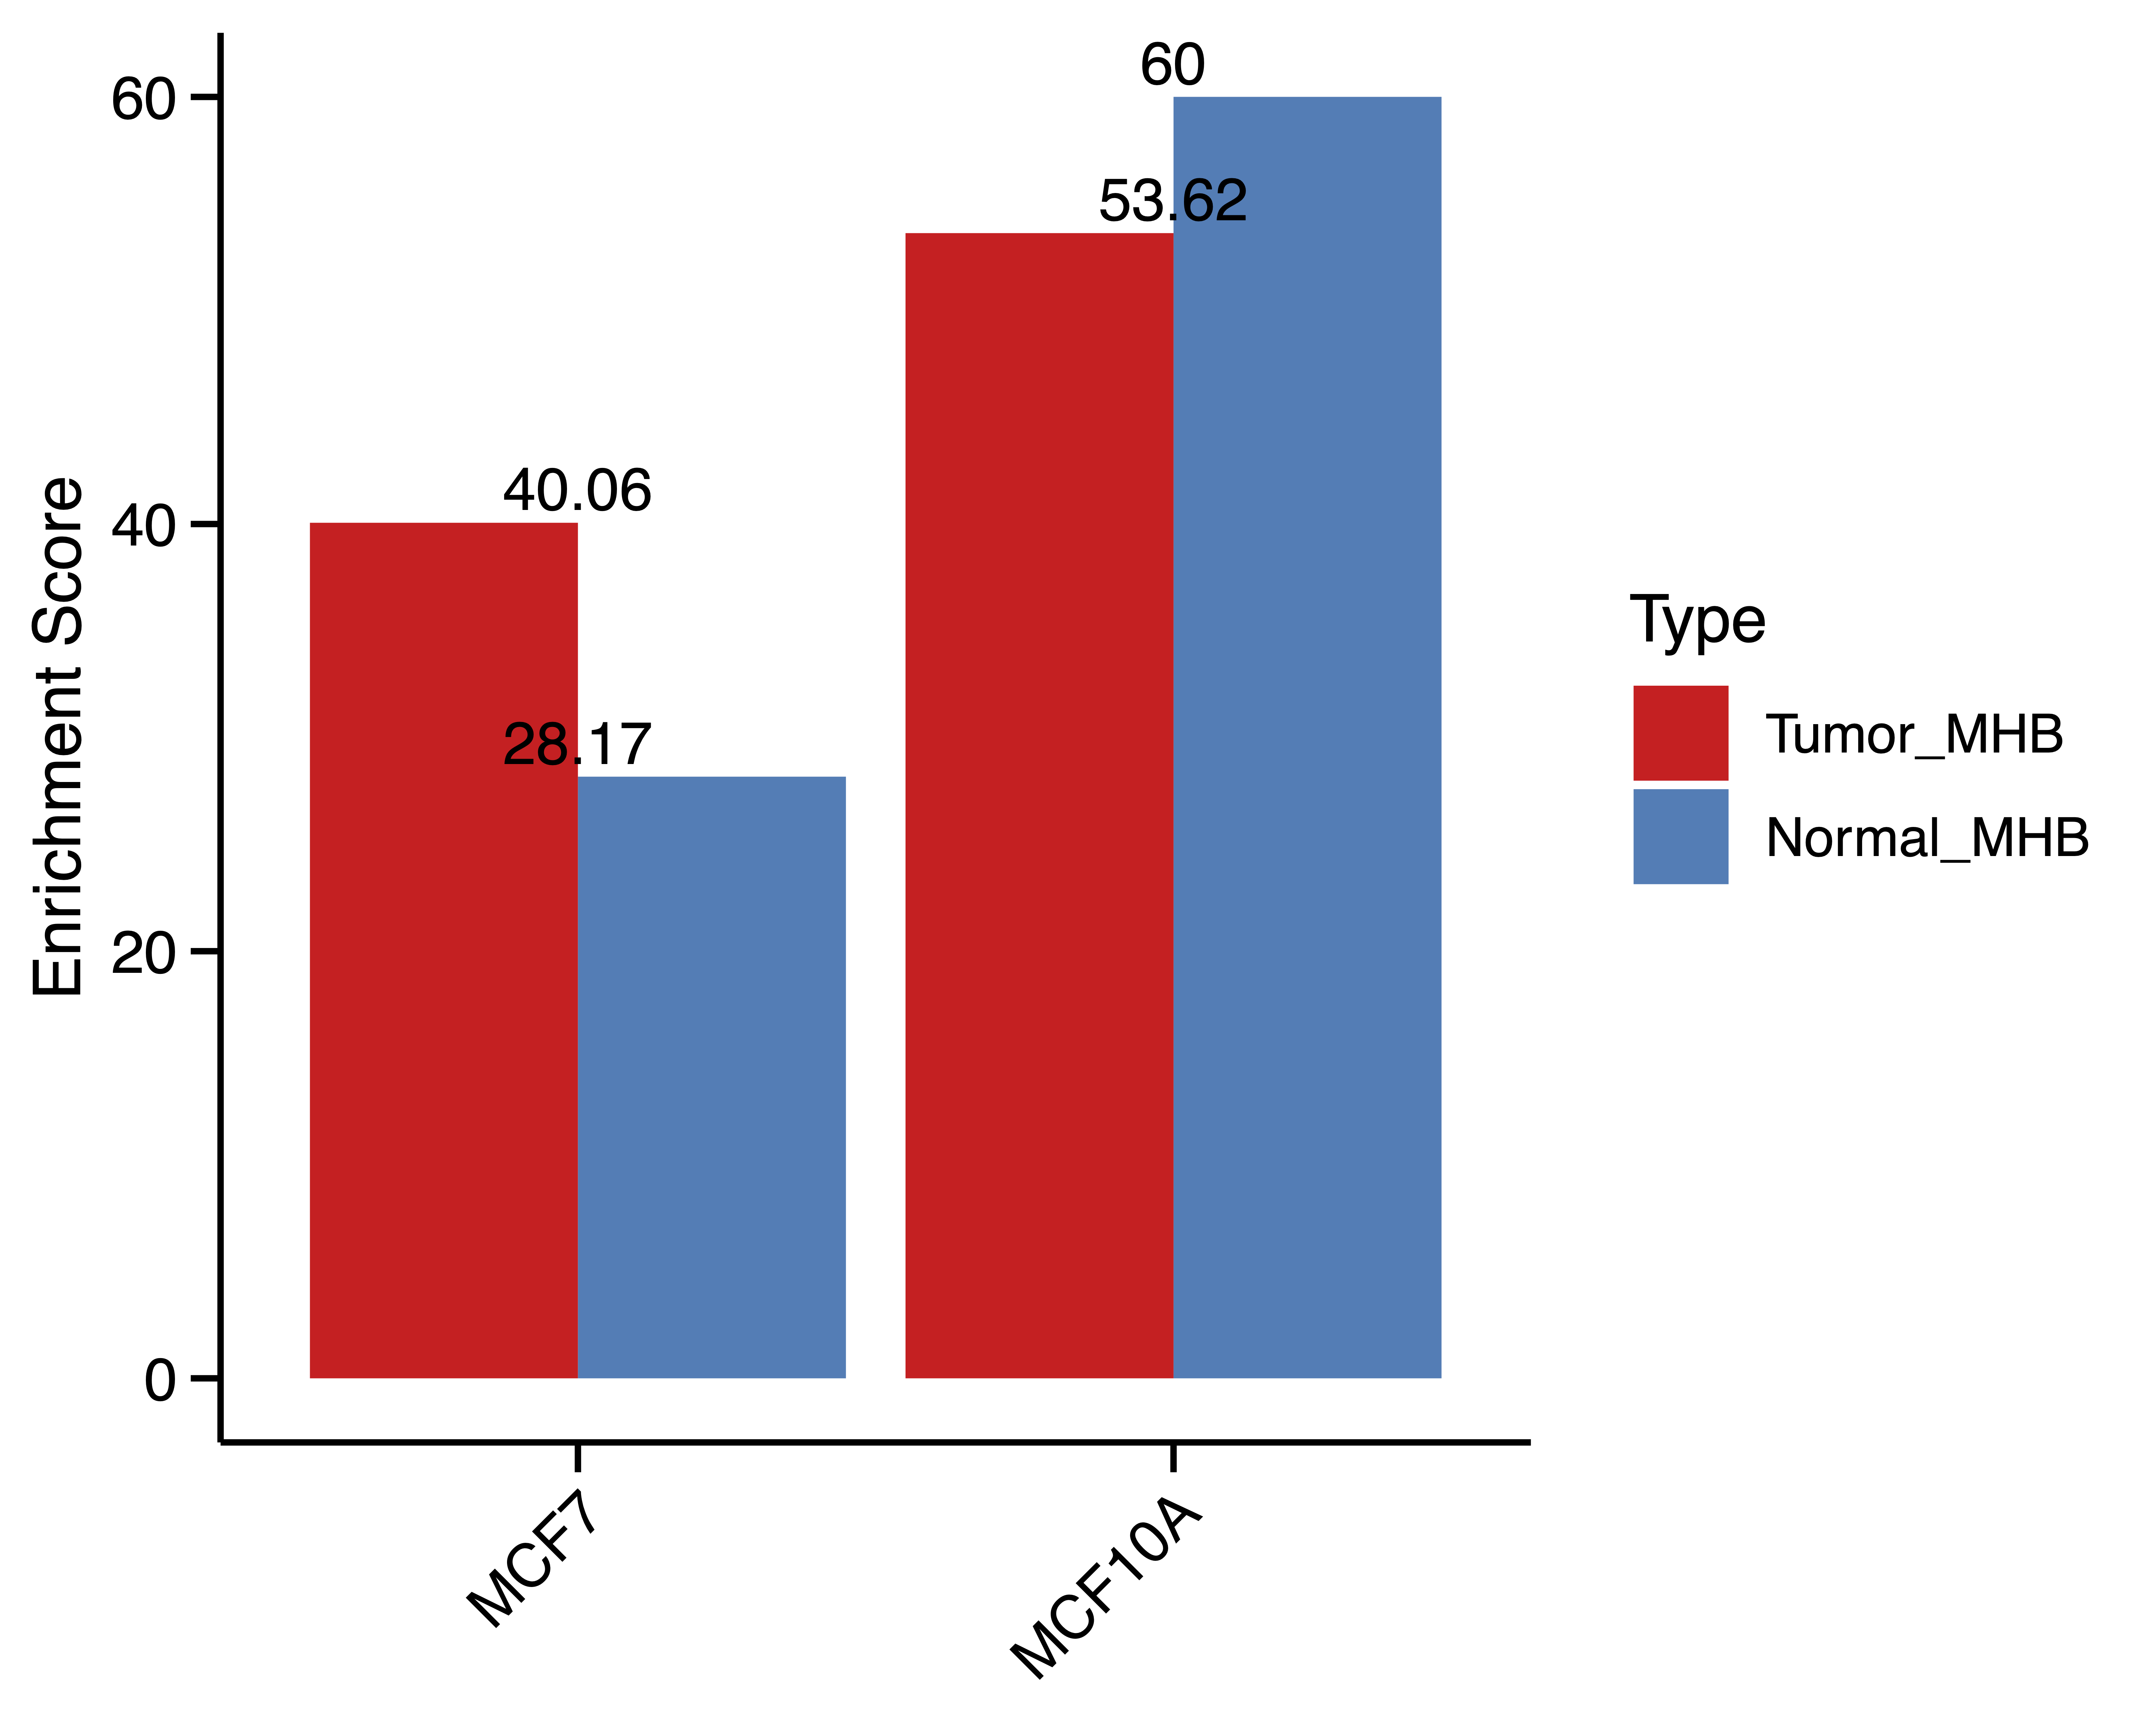 Enrichment Score
60
40
20
0
40.06
28.17
60
53.62
MCF7
MCF10A
Type
Tumor_MHB
Normal_MHB